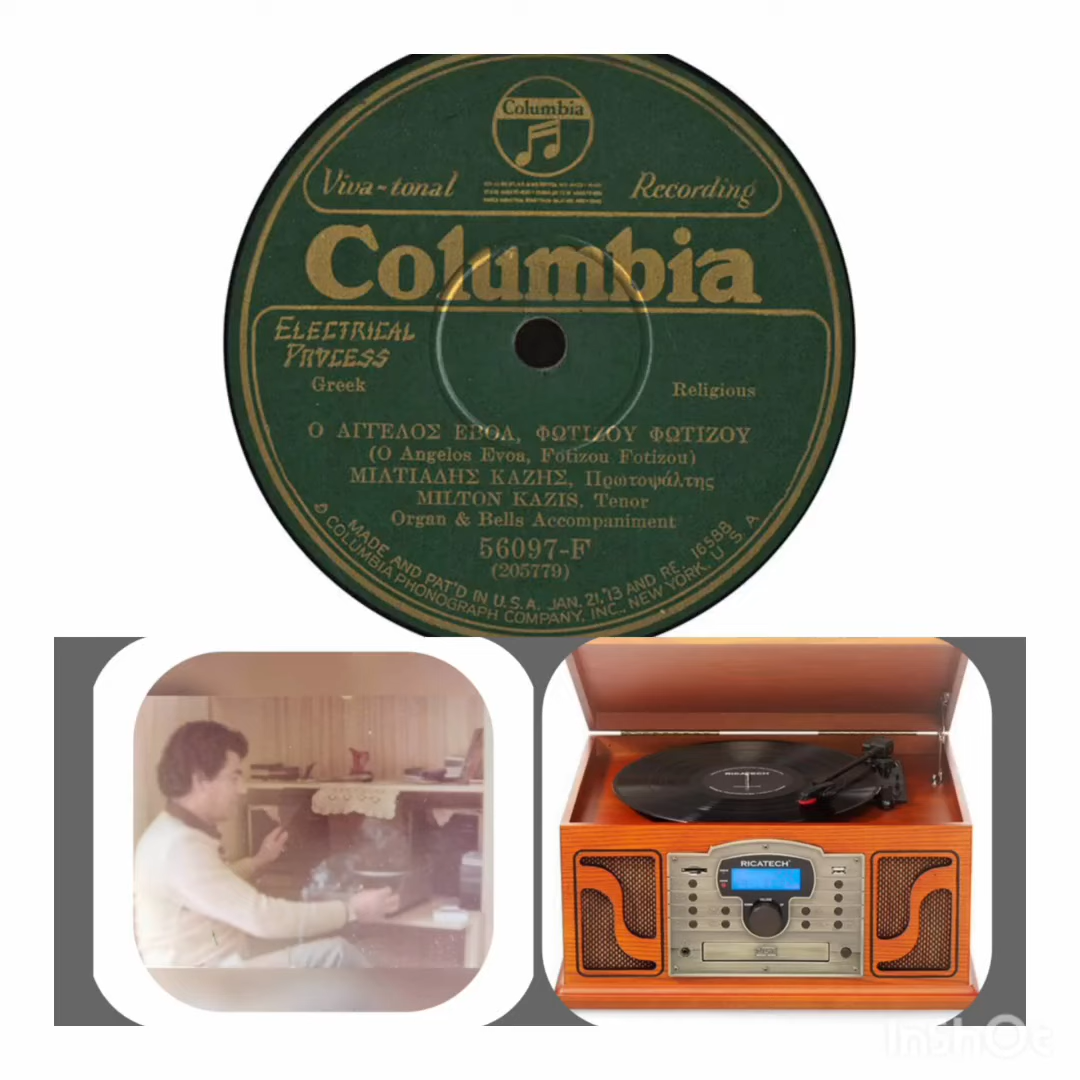 Columbia
Viva-tonal Recording
Columbia
ELECTRICAL
PROCESS
Greek Religious
Ο ΑΓΓΕΛΟΣ ΕΒΟΑ, ΦΩΤΙΖΟΥ ΦΩΤΙΖΟΥ
(O Angelos Evoa, Fotizou Fotizou)
ΜΙΛΤΙΑΔΗΣ ΚΑΖΗΣ, Πρωτοψάλτης
MILTON KAZIS, Tenor
Organ & Bells Accompaniment
56097-F
(205779)
MADE AND PAT'D IN U.S.A. JAN. 21, '13 AND RE. 16588
COLUMBIA PHONOGRAPH COMPANY, INC., NEW YORK, U. S. A.
RICATECH
RICATECH
InShot